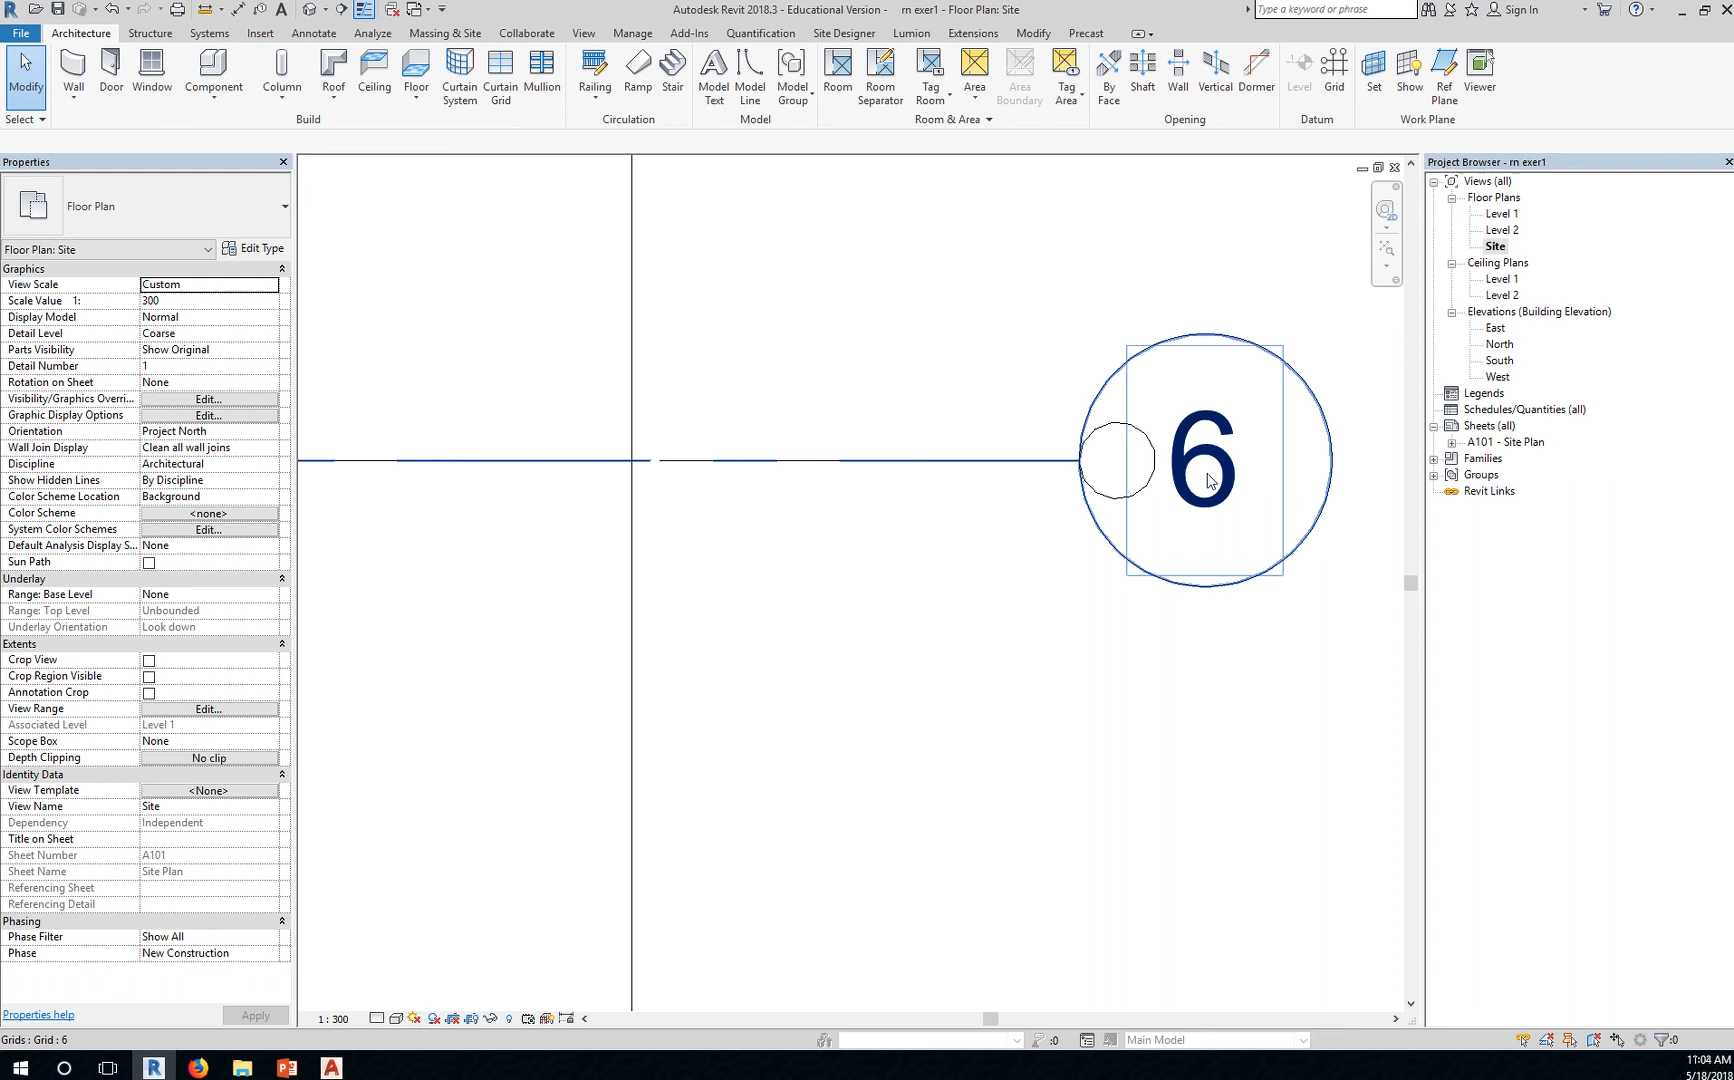 Autodesk Revit 2018.3 - Educational Version - rn exer1 - Floor Plan: Site
Type a keyword or phrase
Sign In
File Architecture Structure Systems Insert Annotate Analyze Massing & Site Collaborate View Manage Add-Ins Quantification Site Designer Lumion Extensions Modify Precast
Modify Wall Door Window Component Column Roof Ceiling Floor Curtain System Curtain Grid Mullion Railing Ramp Stair Model Text Model Line Model Group Room Room Separator Tag Room Area Area Boundary Tag Area By Face Shaft Wall Vertical Dormer Level Grid Set Show Ref Plane Viewer
Select Build Circulation Model Room & Area Opening Datum Work Plane
Properties
Floor Plan
Floor Plan: Site Edit Type
Graphics
View Scale Custom
Scale Value 1: 300
Display Model Normal
Detail Level Coarse
Parts Visibility Show Original
Detail Number 1
Rotation on Sheet None
Visibility/Graphics Overri... Edit...
Graphic Display Options Edit...
Orientation Project North
Wall Join Display Clean all wall joins
Discipline Architectural
Show Hidden Lines By Discipline
Color Scheme Location Background
Color Scheme <none>
System Color Schemes Edit...
Default Analysis Display S... None
Sun Path
Underlay
Range: Base Level None
Range: Top Level Unbounded
Underlay Orientation Look down
Extents
Crop View
Crop Region Visible
Annotation Crop
View Range Edit...
Associated Level Level 1
Scope Box None
Depth Clipping No clip
Identity Data
View Template <None>
View Name Site
Dependency Independent
Title on Sheet
Sheet Number A101
Sheet Name Site Plan
Referencing Sheet
Referencing Detail
Phasing
Phase Filter Show All
Phase New Construction
Properties help Apply
6
2D
1 : 300
Project Browser - rn exer1
Views (all)
Floor Plans
Level 1
Level 2
Site
Ceiling Plans
Level 1
Level 2
Elevations (Building Elevation)
East
North
South
West
Legends
Schedules/Quantities (all)
Sheets (all)
A101 - Site Plan
Families
Groups
Revit Links
Grids : Grid : 6
:0
Main Model
:0
11:04 AM
5/18/2018